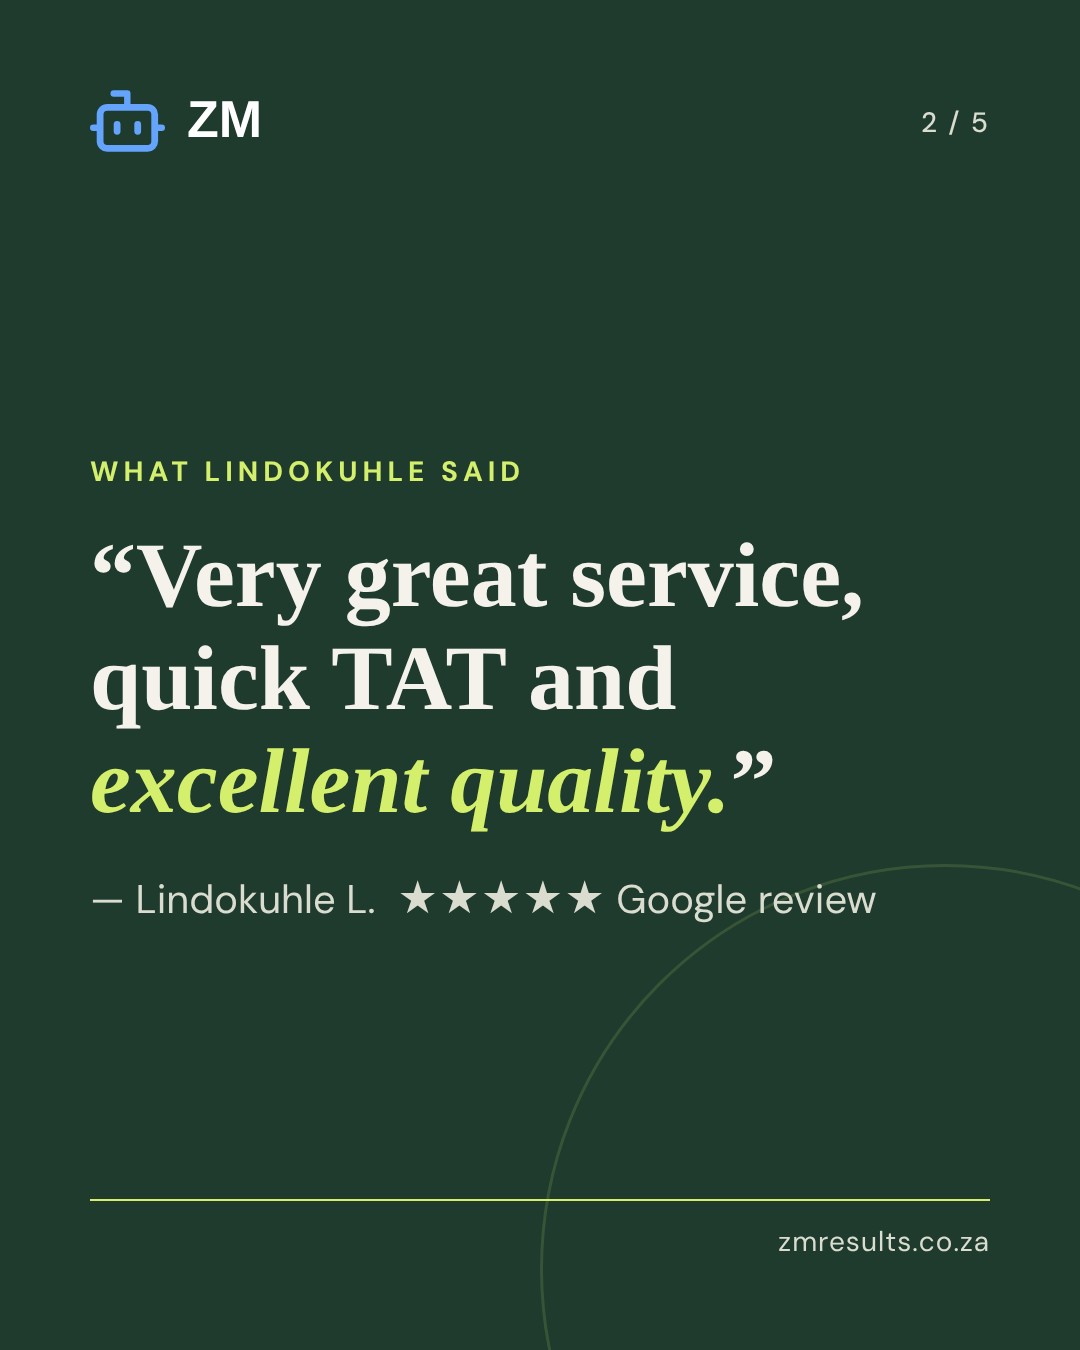 ZM
2 / 5
WHAT LINDOKUHLE SAID
“Very great service,
quick TAT and
excellent quality.”
— Lindokuhle L. ★★★★★ Google review
zmresults.co.za